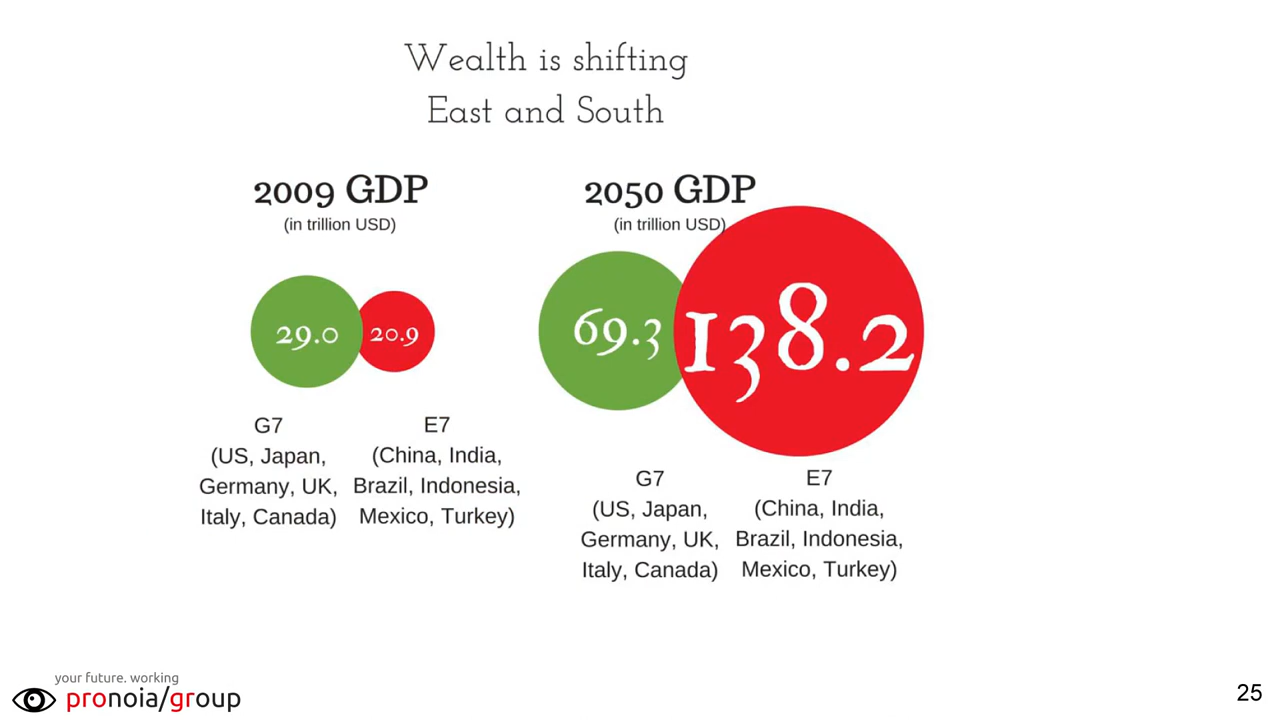 Wealth is shifting
East and South
2009 GDP
(in trillion USD)
29.0
20.9
G7
(US, Japan,
Germany, UK,
Italy, Canada)
E7
(China, India,
Brazil, Indonesia,
Mexico, Turkey)
2050 GDP
(in trillion USD)
69.3
138.2
G7
(US, Japan,
Germany, UK,
Italy, Canada)
E7
(China, India,
Brazil, Indonesia,
Mexico, Turkey)
your future. working
pronoia/group
25